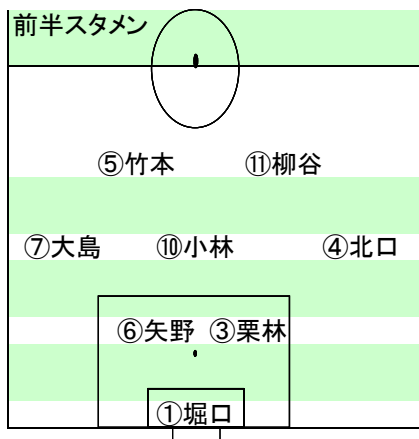 前半スタメン
⑤竹本 ⑪柳谷
⑦大島 ⑩小林 ④北口
⑥矢野 ③栗林
①堀口